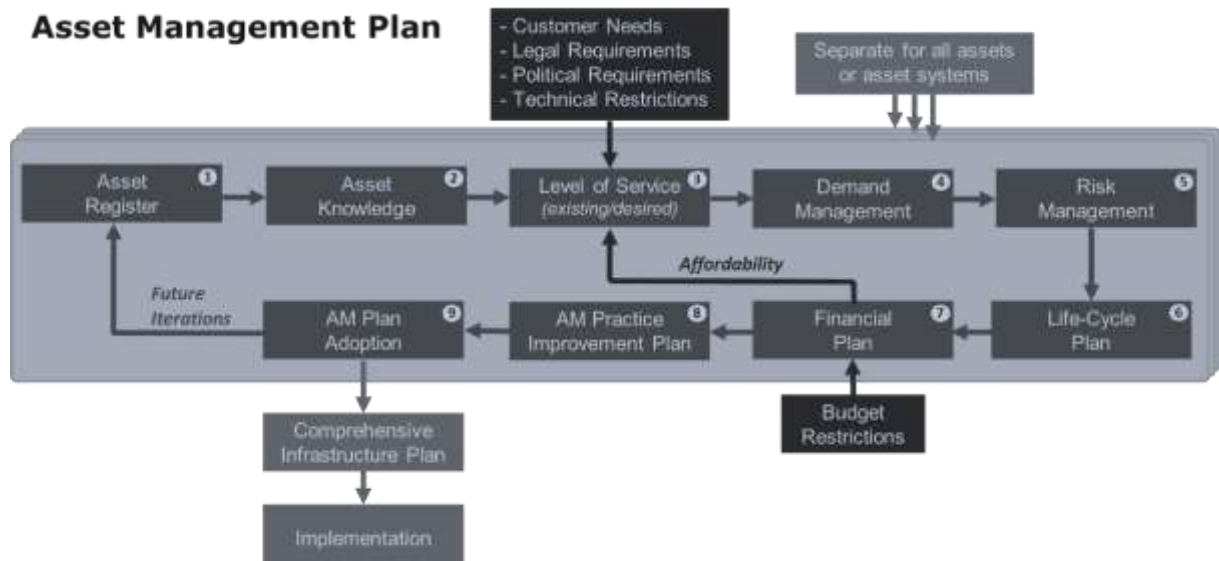 Asset Management Plan
- Customer Needs
- Legal Requirements
- Political Requirements
- Technical Restrictions
Separate for all assets
or asset systems
Asset
Register
1
Asset
Knowledge
2
Level of Service
(existing/desired)
3
Demand
Management
4
Risk
Management
5
Affordability
Future
Iterations
AM Plan
Adoption
9
AM Practice
Improvement Plan
8
Financial
Plan
7
Life-Cycle
Plan
6
Comprehensive
Infrastructure Plan
Budget
Restrictions
Implementation